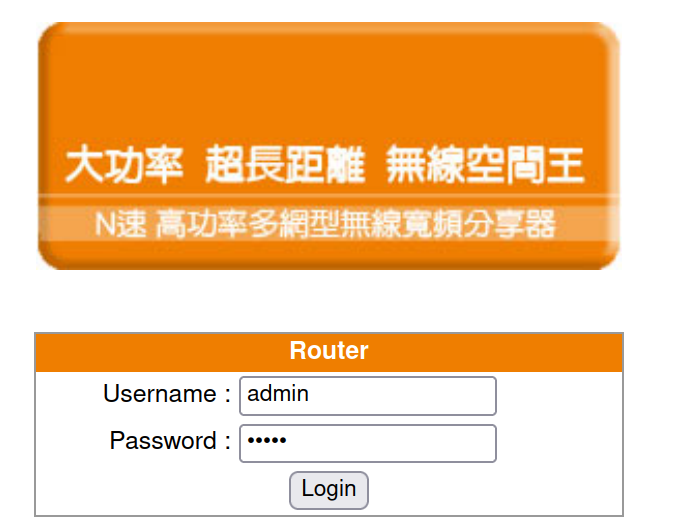 大功率 超長距離 無線空間王
N速 高功率多網型無線寬頻分享器
Router
Username : admin
Password : •••••
Login